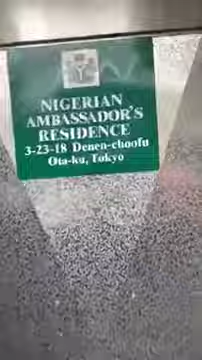 NIGERIAN
AMBASSADOR'S
RESIDENCE
3-23-18 Denen-choofu
Ota-ku, Tokyo